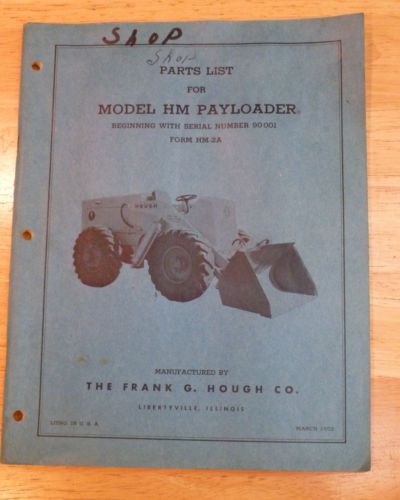 SHOP
Shop
PARTS LIST
FOR
MODEL HM PAYLOADER®
BEGINNING WITH SERIAL NUMBER 90001
FORM HM-2A
HOUGH
MANUFACTURED BY
THE FRANK G. HOUGH CO.
LIBERTYVILLE, ILLINOIS
LITHO IN U S A
MARCH